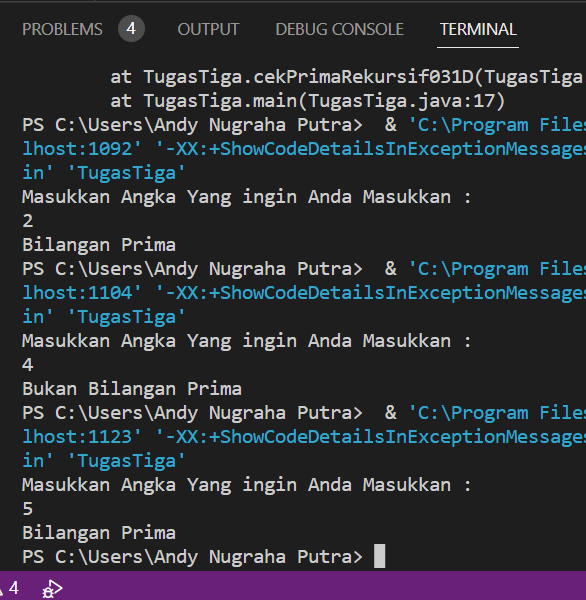 PROBLEMS 4 OUTPUT DEBUG CONSOLE TERMINAL
at TugasTiga.cekPrimaRekursif031D(TugasTiga
at TugasTiga.main(TugasTiga.java:17)
PS C:\Users\Andy Nugraha Putra>  & 'C:\Program Files
lhost:1092' '-XX:+ShowCodeDetailsInExceptionMessages
in' 'TugasTiga'
Masukkan Angka Yang ingin Anda Masukkan :
2
Bilangan Prima
PS C:\Users\Andy Nugraha Putra>  & 'C:\Program Files
lhost:1104' '-XX:+ShowCodeDetailsInExceptionMessages
in' 'TugasTiga'
Masukkan Angka Yang ingin Anda Masukkan :
4
Bukan Bilangan Prima
PS C:\Users\Andy Nugraha Putra>  & 'C:\Program Files
lhost:1123' '-XX:+ShowCodeDetailsInExceptionMessages
in' 'TugasTiga'
Masukkan Angka Yang ingin Anda Masukkan :
5
Bilangan Prima
PS C:\Users\Andy Nugraha Putra>
4